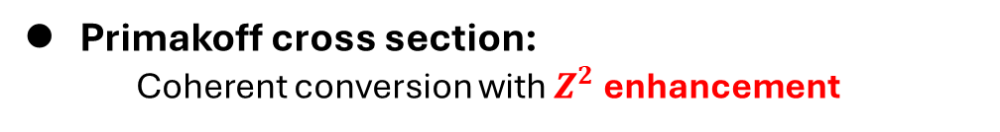 ● Primakoff cross section:
Coherent conversion with Z² enhancement